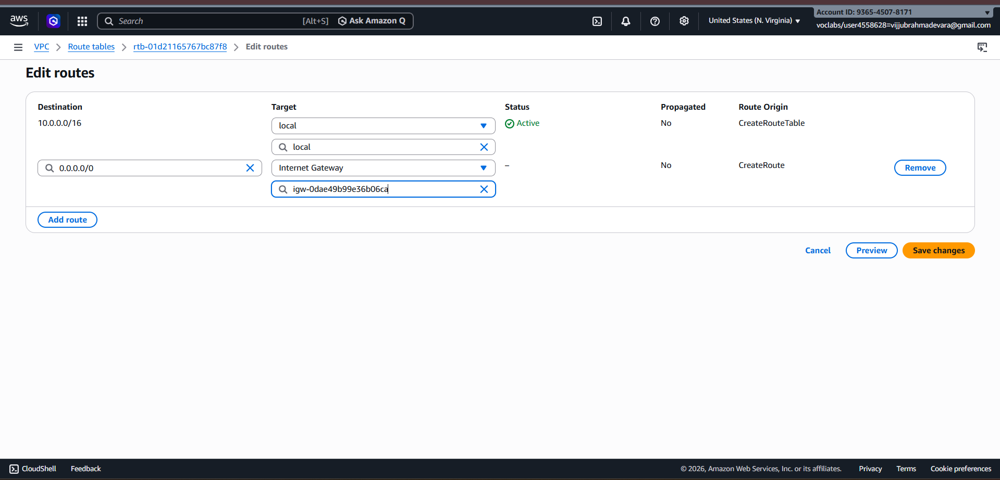 aws
Search [Alt+S] Ask Amazon Q
United States (N. Virginia)
Account ID: 9365-4507-8171
voclabs/user4558628=vijjubrahmadevara@gmail.com
VPC Route tables rtb-01d21165767bc87f8 Edit routes
Edit routes
Destination Target Status Propagated Route Origin
10.0.0.0/16 local Active No CreateRouteTable
local
0.0.0.0/0 Internet Gateway – No CreateRoute Remove
igw-0dae49b99e36b06ca
Add route
Cancel Preview Save changes
CloudShell Feedback © 2026, Amazon Web Services, Inc. or its affiliates. Privacy Terms Cookie preferences